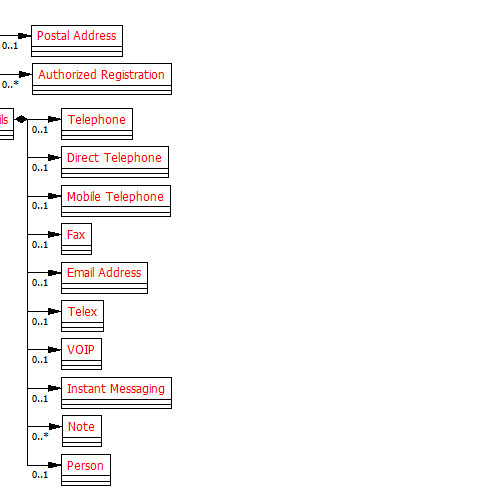 Postal Address
0..1
Authorized Registration
0..*
Telephone
0..1
Direct Telephone
0..1
Mobile Telephone
0..1
Fax
0..1
Email Address
0..1
Telex
0..1
VOIP
0..1
Instant Messaging
0..1
Note
0..*
Person
0..1